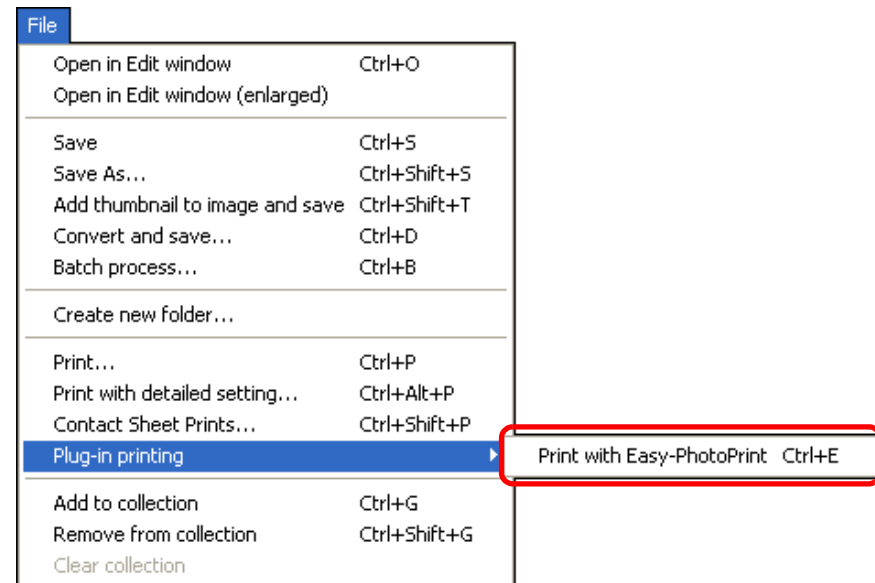 File
Open in Edit window Ctrl+O
Open in Edit window (enlarged)
Save Ctrl+S
Save As... Ctrl+Shift+S
Add thumbnail to image and save Ctrl+Shift+T
Convert and save... Ctrl+D
Batch process... Ctrl+B
Create new folder...
Print... Ctrl+P
Print with detailed setting... Ctrl+Alt+P
Contact Sheet Prints... Ctrl+Shift+P
Plug-in printing Print with Easy-PhotoPrint Ctrl+E
Add to collection Ctrl+G
Remove from collection Ctrl+Shift+G
Clear collection